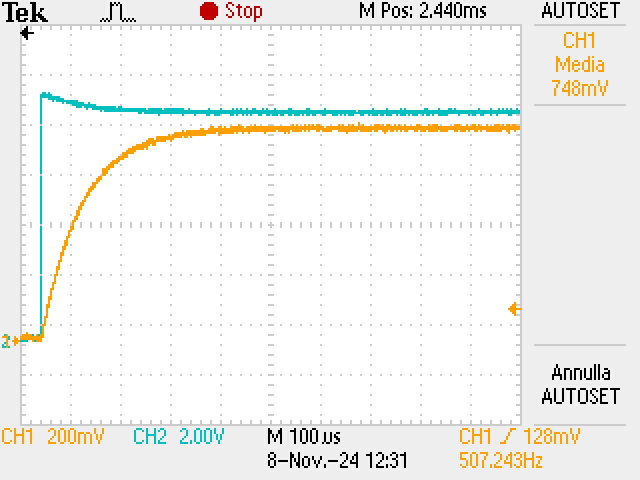 Tek Stop M Pos: 2.440ms AUTOSET
CH1
Media
748mV
2
Annulla
AUTOSET
CH1 200mV CH2 2.00V M 100µs CH1 128mV
8-Nov.-24 12:31 507.243Hz